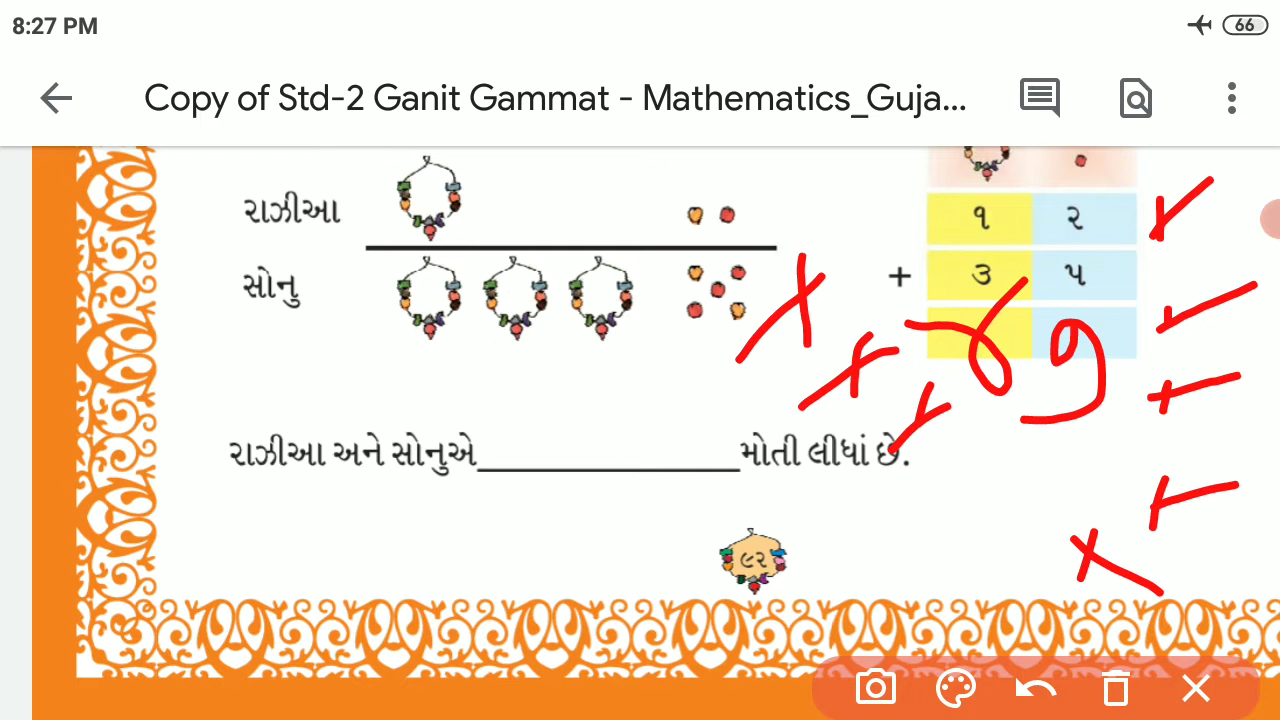 8:27 PM 66
Copy of Std-2 Ganit Gammat - Mathematics_Guja...
રાઝીઆ
૧ ૨
સોનુ
+ ૩ ૫
૪ ૭
રાઝીઆ અને સોનુએ_______________મોતી લીધાં છે.
૯૨